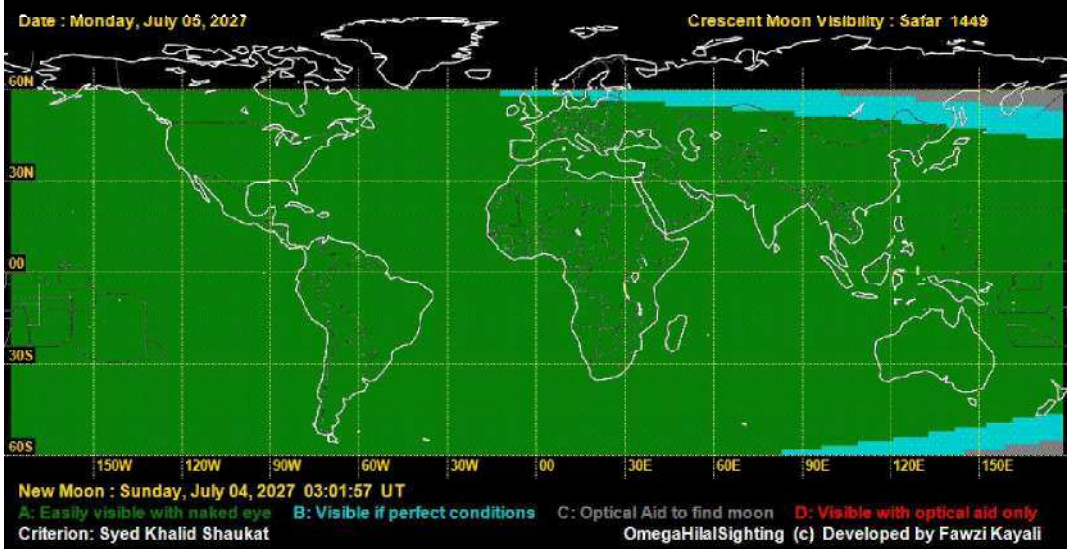 Date : Monday, July 05, 2027 Crescent Moon Visibility : Safar 1449
60N
30N
00
30S
60S
150W 120W 90W 60W 30W 00 30E 60E 90E 120E 150E
New Moon : Sunday, July 04, 2027 03:01:57 UT
A: Easily visible with naked eye B: Visible if perfect conditions C: Optical Aid to find moon D: Visible with optical aid only
Criterion: Syed Khalid Shaukat OmegaHilalSighting (c) Developed by Fawzi Kayali